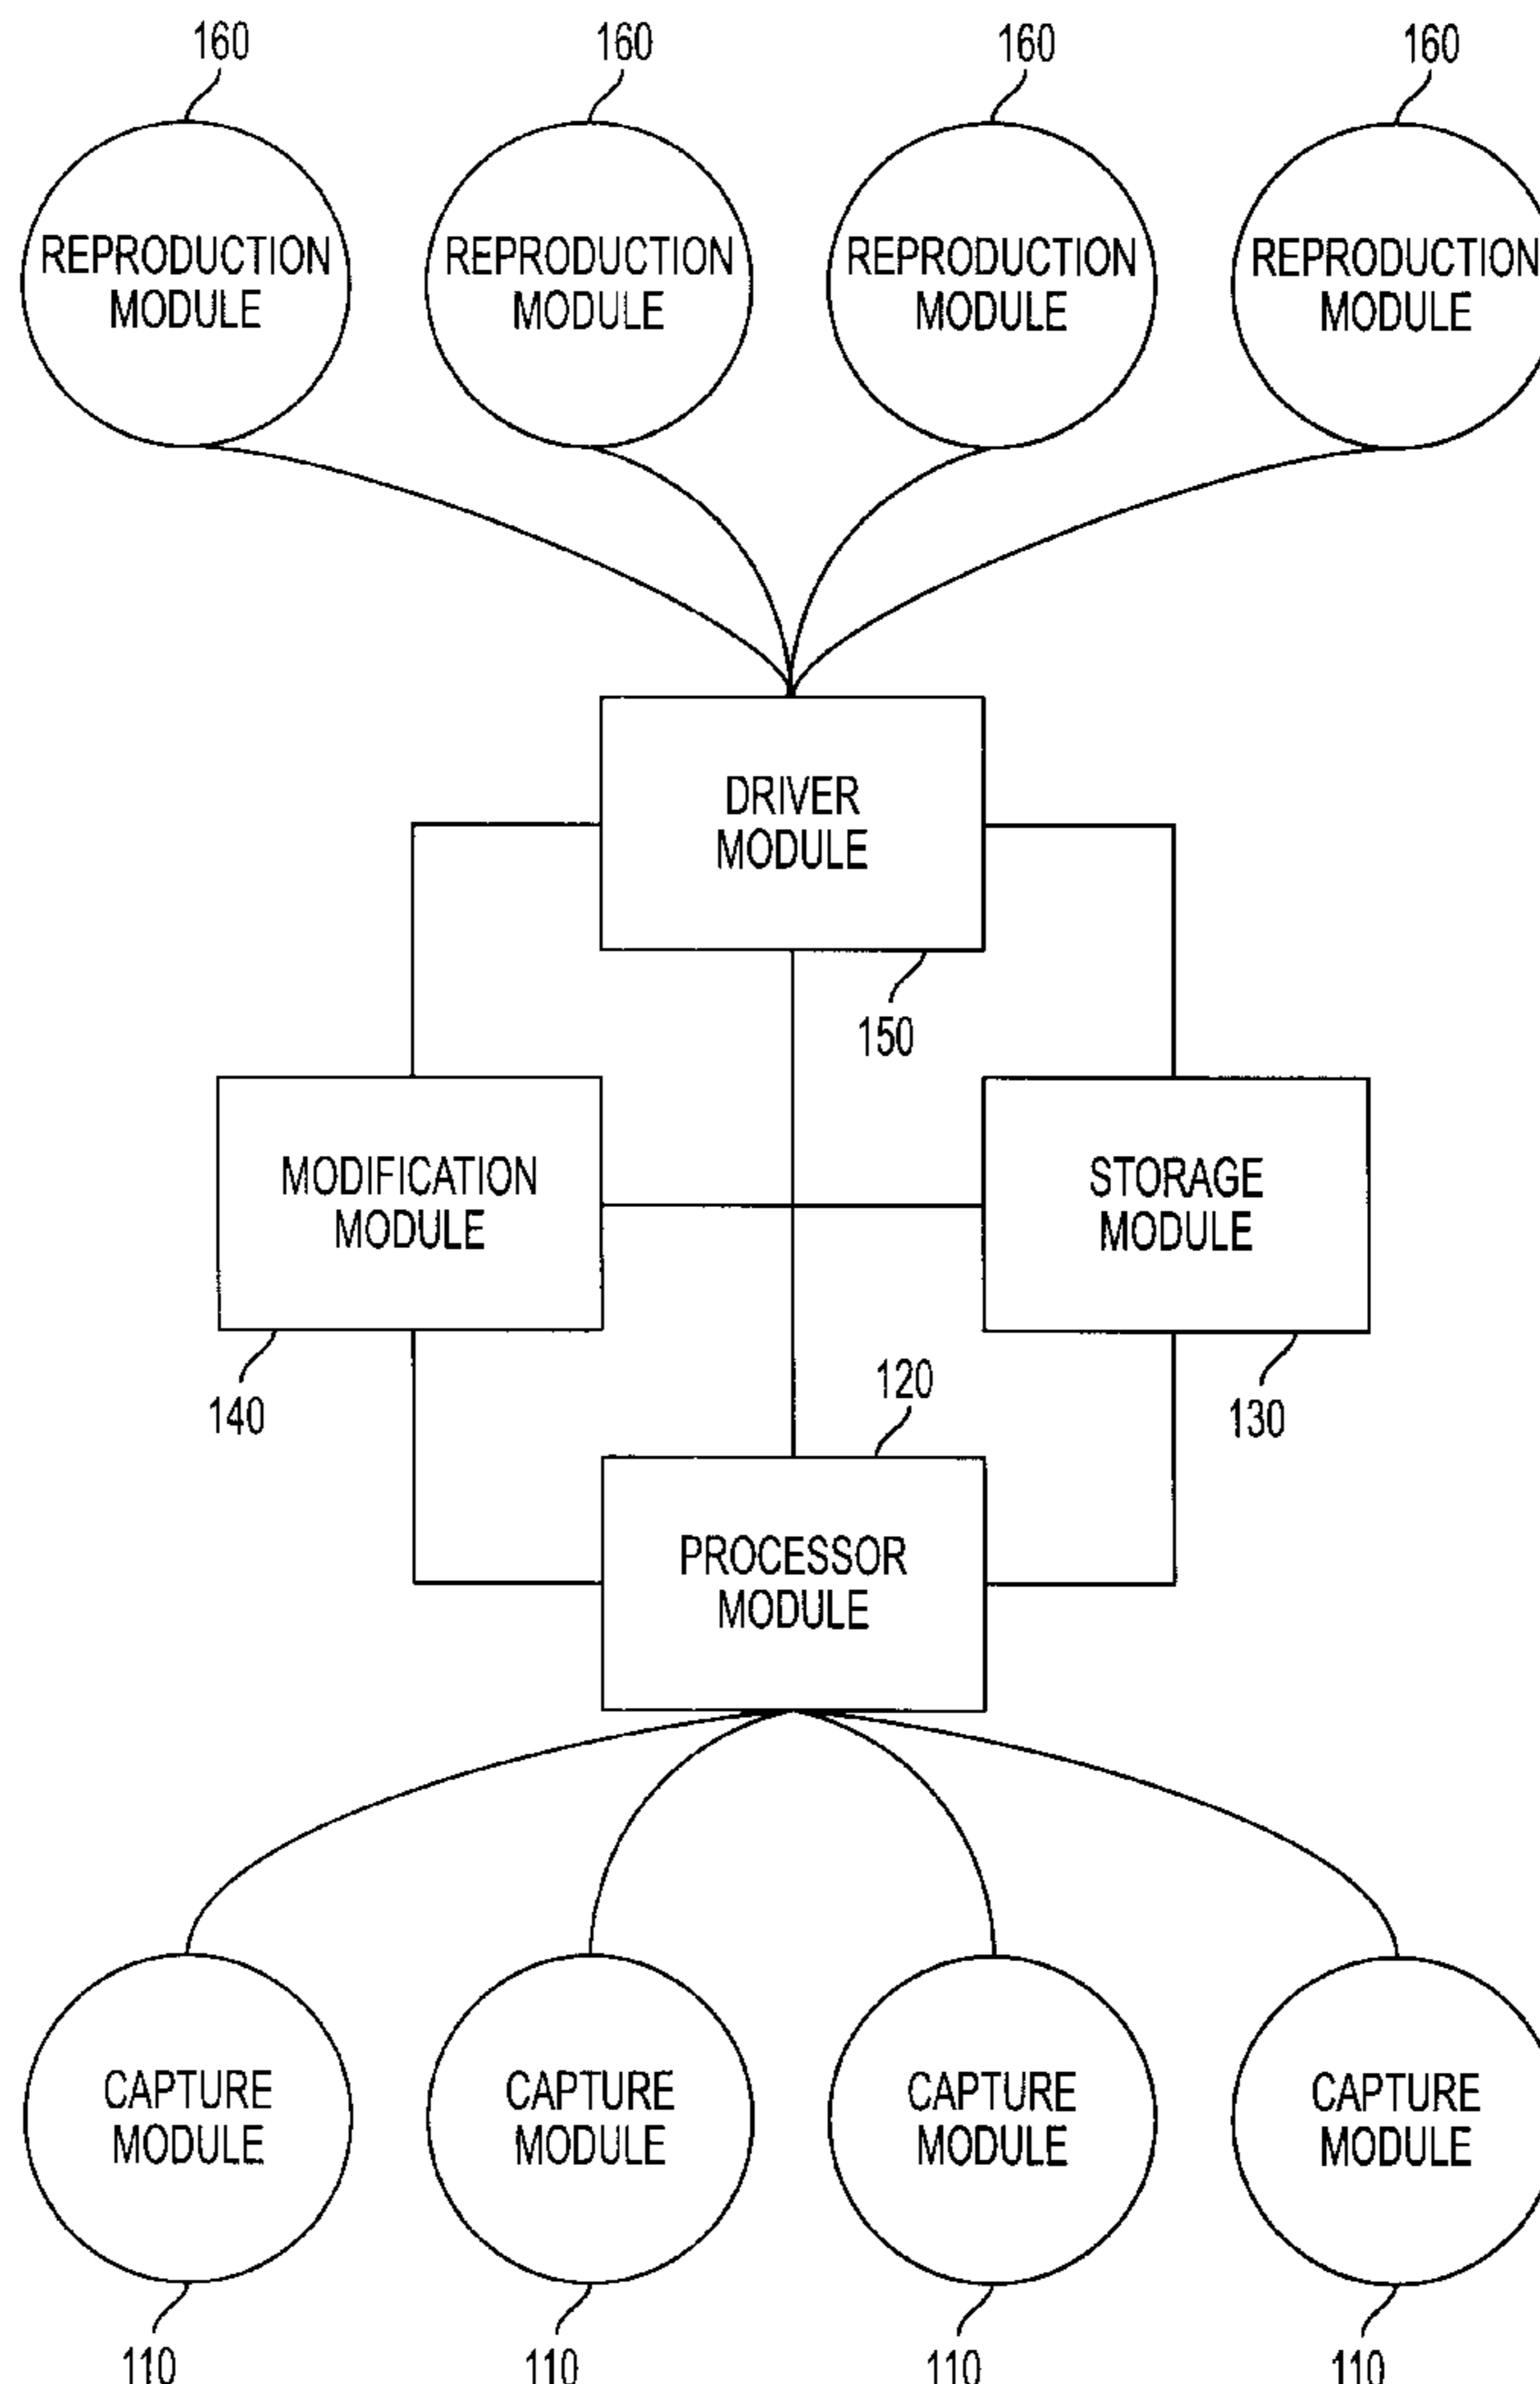 160 160 160 160
REPRODUCTION REPRODUCTION REPRODUCTION REPRODUCTION
MODULE MODULE MODULE MODULE
DRIVER
MODULE
150
MODIFICATION
MODULE
STORAGE
MODULE
120
140
130
PROCESSOR
MODULE
CAPTURE CAPTURE CAPTURE CAPTURE
MODULE MODULE MODULE MODULE
110 110 110 110